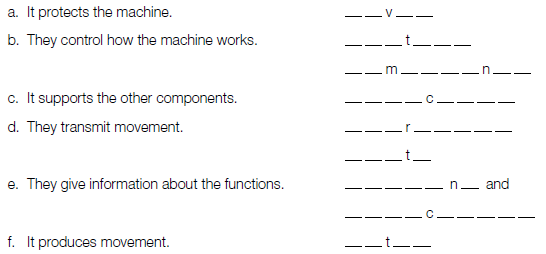 a. It protects the machine. _ _ v _ _
b. They control how the machine works. _ _ _ t _ _ _
_ _ m _ _ _ _ n _ _
c. It supports the other components. _ _ _ _ c _ _ _
d. They transmit movement. _ _ _ r _ _ _ _
_ _ _ t _
e. They give information about the functions. _ _ _ _ _ n _ and
_ _ _ _ c _ _ _ _
f. It produces movement. _ _ t _ _